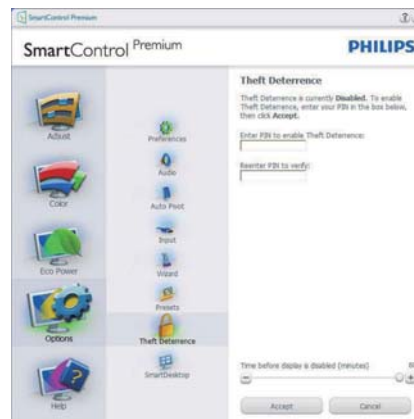 SmartControl Premium
SmartControl Premium
PHILIPS
Adjust
Color
Eco Power
Options
Help
Preferences
Audio
Auto Pivot
Input
Wizard
Presets
Theft Deterrence
SmartDesktop
Theft Deterrence
Theft Deterrence is currently Disabled. To enable
Theft Deterrence, enter your PIN in the box below,
then click Accept.
Enter PIN to enable Theft Deterrence:
Reenter PIN to verify:
Time before display is disabled (minutes)
Accept
Cancel